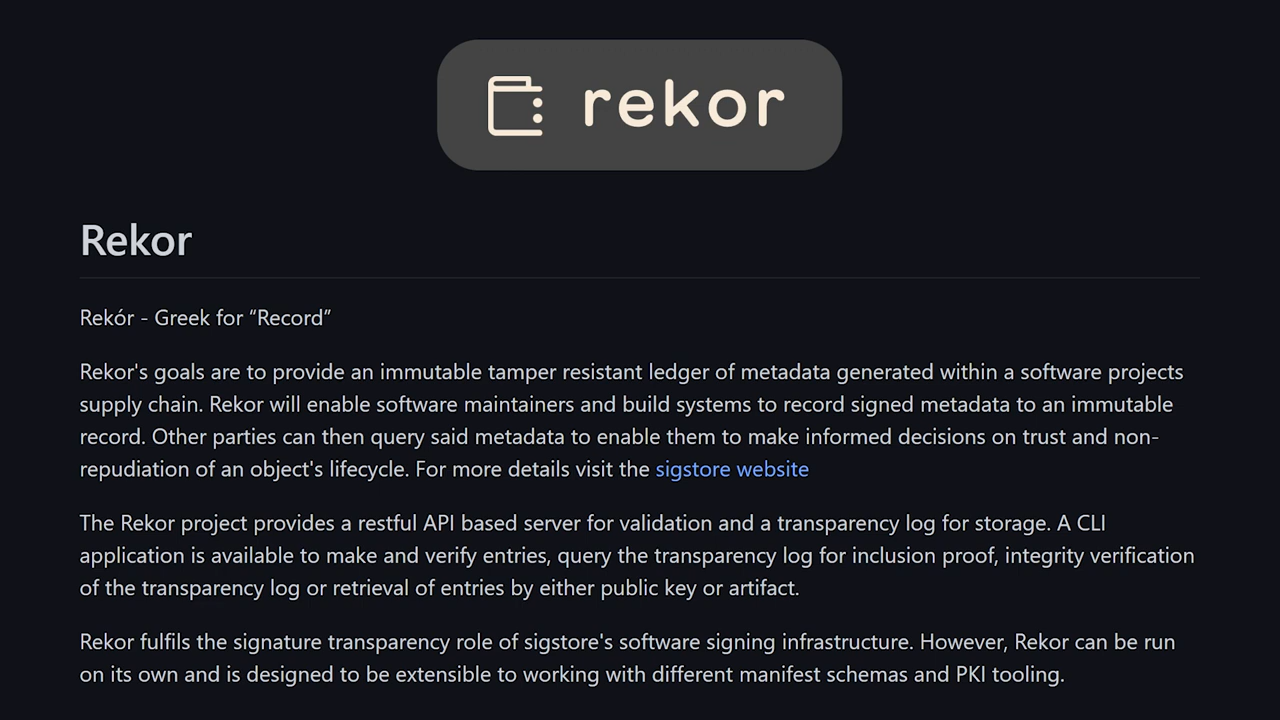 rekor
Rekor
Rekór - Greek for “Record”
Rekor's goals are to provide an immutable tamper resistant ledger of metadata generated within a software projects
supply chain. Rekor will enable software maintainers and build systems to record signed metadata to an immutable
record. Other parties can then query said metadata to enable them to make informed decisions on trust and non-
repudiation of an object's lifecycle. For more details visit the sigstore website
The Rekor project provides a restful API based server for validation and a transparency log for storage. A CLI
application is available to make and verify entries, query the transparency log for inclusion proof, integrity verification
of the transparency log or retrieval of entries by either public key or artifact.
Rekor fulfils the signature transparency role of sigstore's software signing infrastructure. However, Rekor can be run
on its own and is designed to be extensible to working with different manifest schemas and PKI tooling.